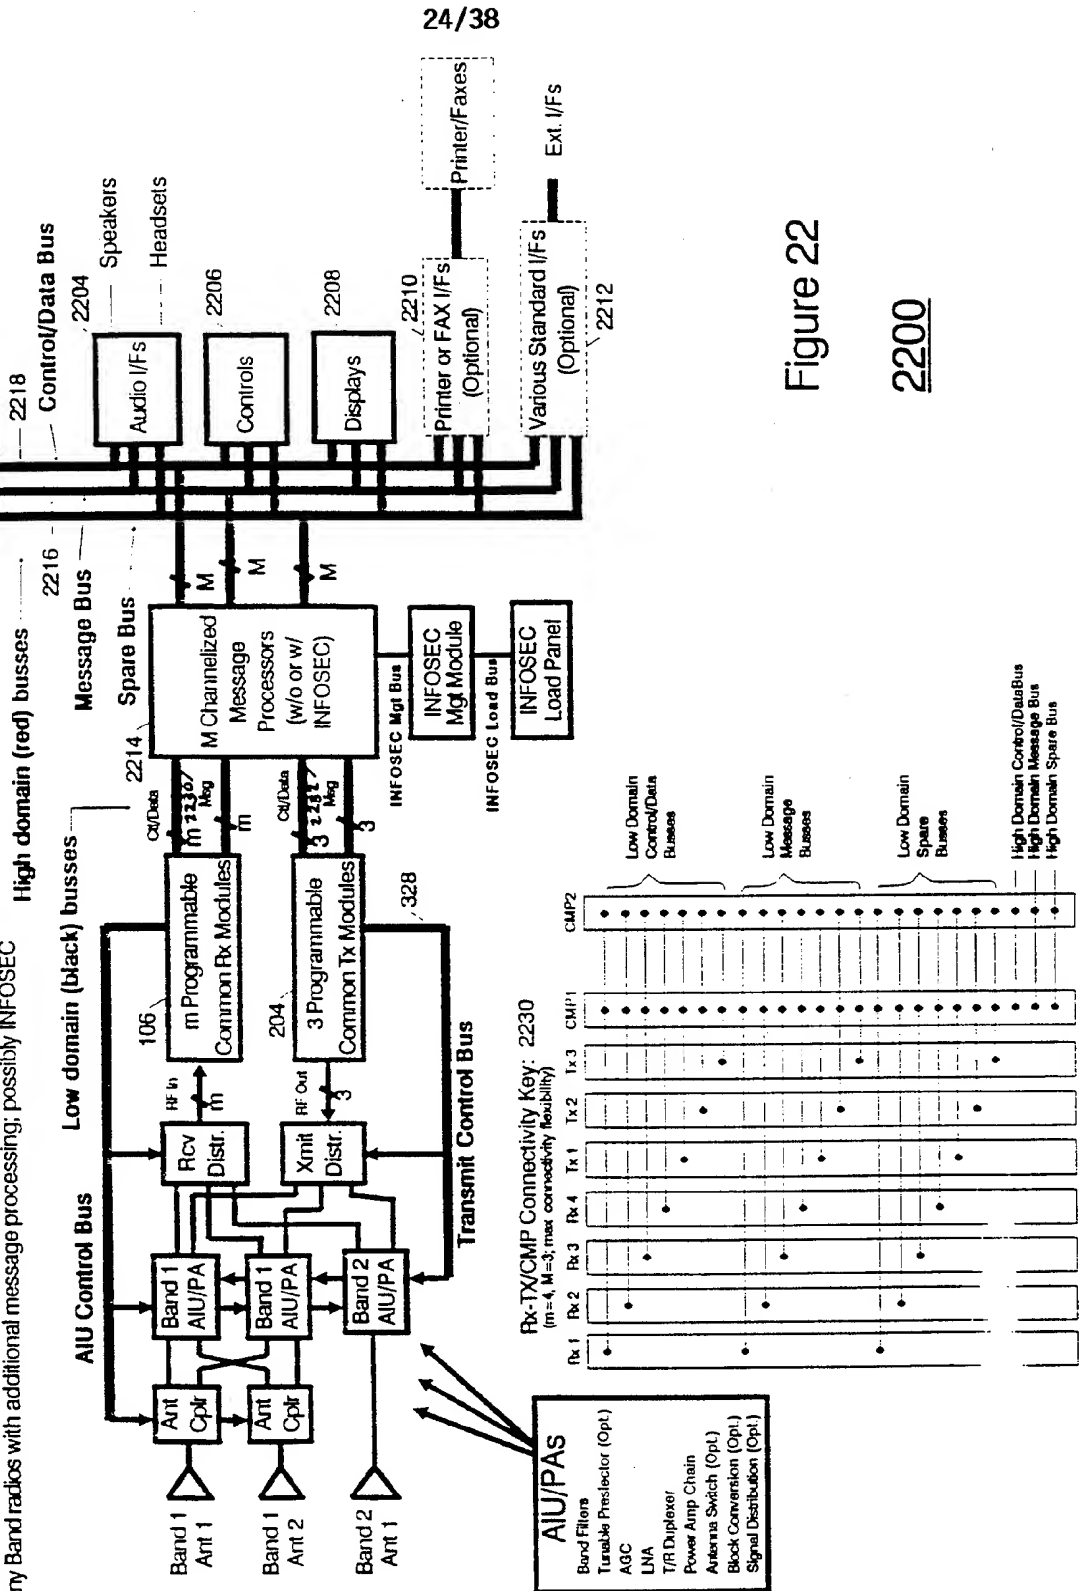 24/38
ny Band radios with additional message processing; possibly INFOSEC
High domain (red) busses
Low domain (black) busses
AIU Control Bus
2216
2218
Control/Data Bus
Message Bus
Spare Bus
2204
Speakers
Headsets
Audio I/Fs
2206
Controls
2208
Displays
2210
Printer or FAX I/Fs
(Optional)
Printer/Faxes
Various Standard I/Fs
(Optional)
2212
Ext. I/Fs
2214
M Channelized
Message
Processors
(w/o or w/
INFOSEC)
M
M
M
INFOSEC Mgt Bus
INFOSEC
Mgt Module
INFOSEC Load Bus
INFOSEC
Load Panel
Ctl/Data
m
Msg
m
Ctl/Data
3
Msg
3
106
m Programmable
Common Rx Modules
204
3 Programmable
Common Tx Modules
328
RF In
m
RF Out
3
Rcv
Distr.
Xmit
Distr.
Transmit Control Bus
Band 1
AIU/PA
Band 1
AIU/PA
Band 2
AIU/PA
Ant
Cplr
Ant
Cplr
Band 1
Ant 1
Band 1
Ant 2
Band 2
Ant 1
AIU/PAs
Band Filters
Tunable Preslector (Opt.)
AGC
LNA
T/R Duplexer
Power Amp Chain
Antenna Switch (Opt.)
Block Conversion (Opt.)
Signal Distribution (Opt.)
Rx-TX/CMP Connectivity Key: 2230
(m=4, M=3; max connectivity flexibility)
Rx 1
Rx 2
Rx 3
Rx 4
Tx 1
Tx 2
Tx 3
CMP1
CMP2
Low Domain
Control/Data
Busses
Low Domain
Message
Busses
Low Domain
Spare
Busses
High Domain Control/DataBus
High Domain Message Bus
High Domain Spare Bus
Figure 22
2200